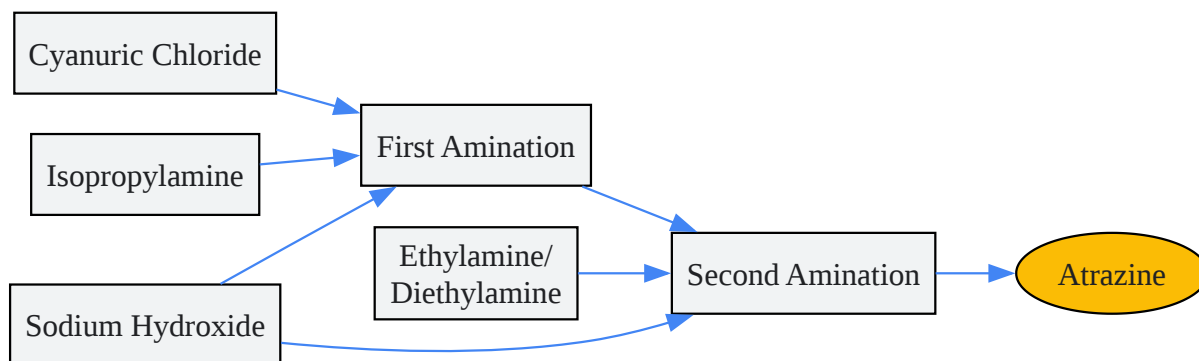 Cyanuric Chloride
Isopropylamine
Sodium Hydroxide
First Amination
Ethylamine/
Diethylamine
Second Amination
Atrazine